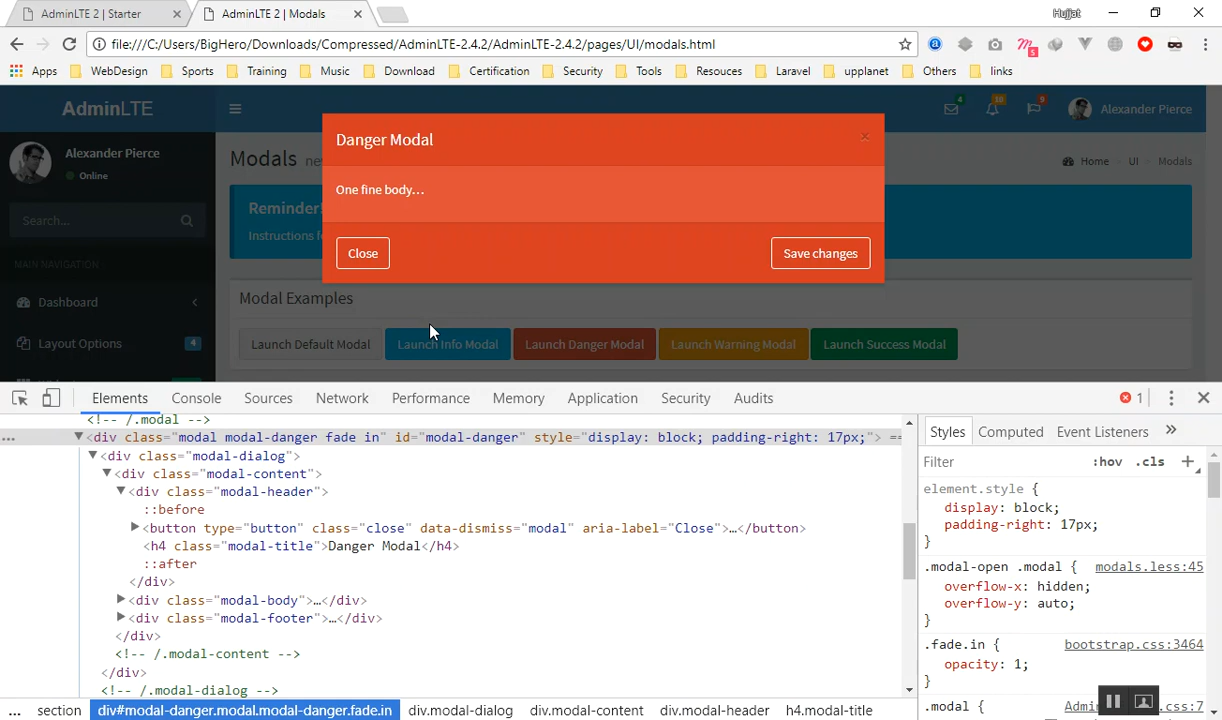 AdminLTE 2 | Starter
AdminLTE 2 | Modals
Hujjat
file:///C:/Users/BigHero/Downloads/Compressed/AdminLTE-2.4.2/AdminLTE-2.4.2/pages/UI/modals.html
5
Apps WebDesign Sports Training Music Download Certification Security Tools Resouces Laravel upplanet Others links
AdminLTE
4 10 9 Alexander Pierce
Danger Modal ×
Alexander Pierce
Online
Modals
Home UI Modals
One fine body…
Reminder!
Search...
Instructions
Close Save changes
MAIN NAVIGATION
Modal Examples
Dashboard
Layout Options 4
Launch Default Modal Launch Info Modal Launch Danger Modal Launch Warning Modal Launch Success Modal
Elements Console Sources Network Performance Memory Application Security Audits 1
<!-- /.modal -->
... ▼<div class="modal modal-danger fade in" id="modal-danger" style="display: block; padding-right: 17px;"> ==
▼<div class="modal-dialog">
▼<div class="modal-content">
▼<div class="modal-header">
::before
▶<button type="button" class="close" data-dismiss="modal" aria-label="Close">…</button>
<h4 class="modal-title">Danger Modal</h4>
::after
</div>
▶<div class="modal-body">…</div>
▶<div class="modal-footer">…</div>
</div>
<!-- /.modal-content -->
</div>
<!-- /.modal-dialog -->
... section div#modal-danger.modal.modal-danger.fade.in div.modal-dialog div.modal-content div.modal-header h4.modal-title
Styles Computed Event Listeners »
Filter :hov .cls +
element.style {
display: block;
padding-right: 17px;
}
.modal-open .modal { modals.less:45
overflow-x: hidden;
overflow-y: auto;
}
.fade.in { bootstrap.css:3464
opacity: 1;
}
.modal {